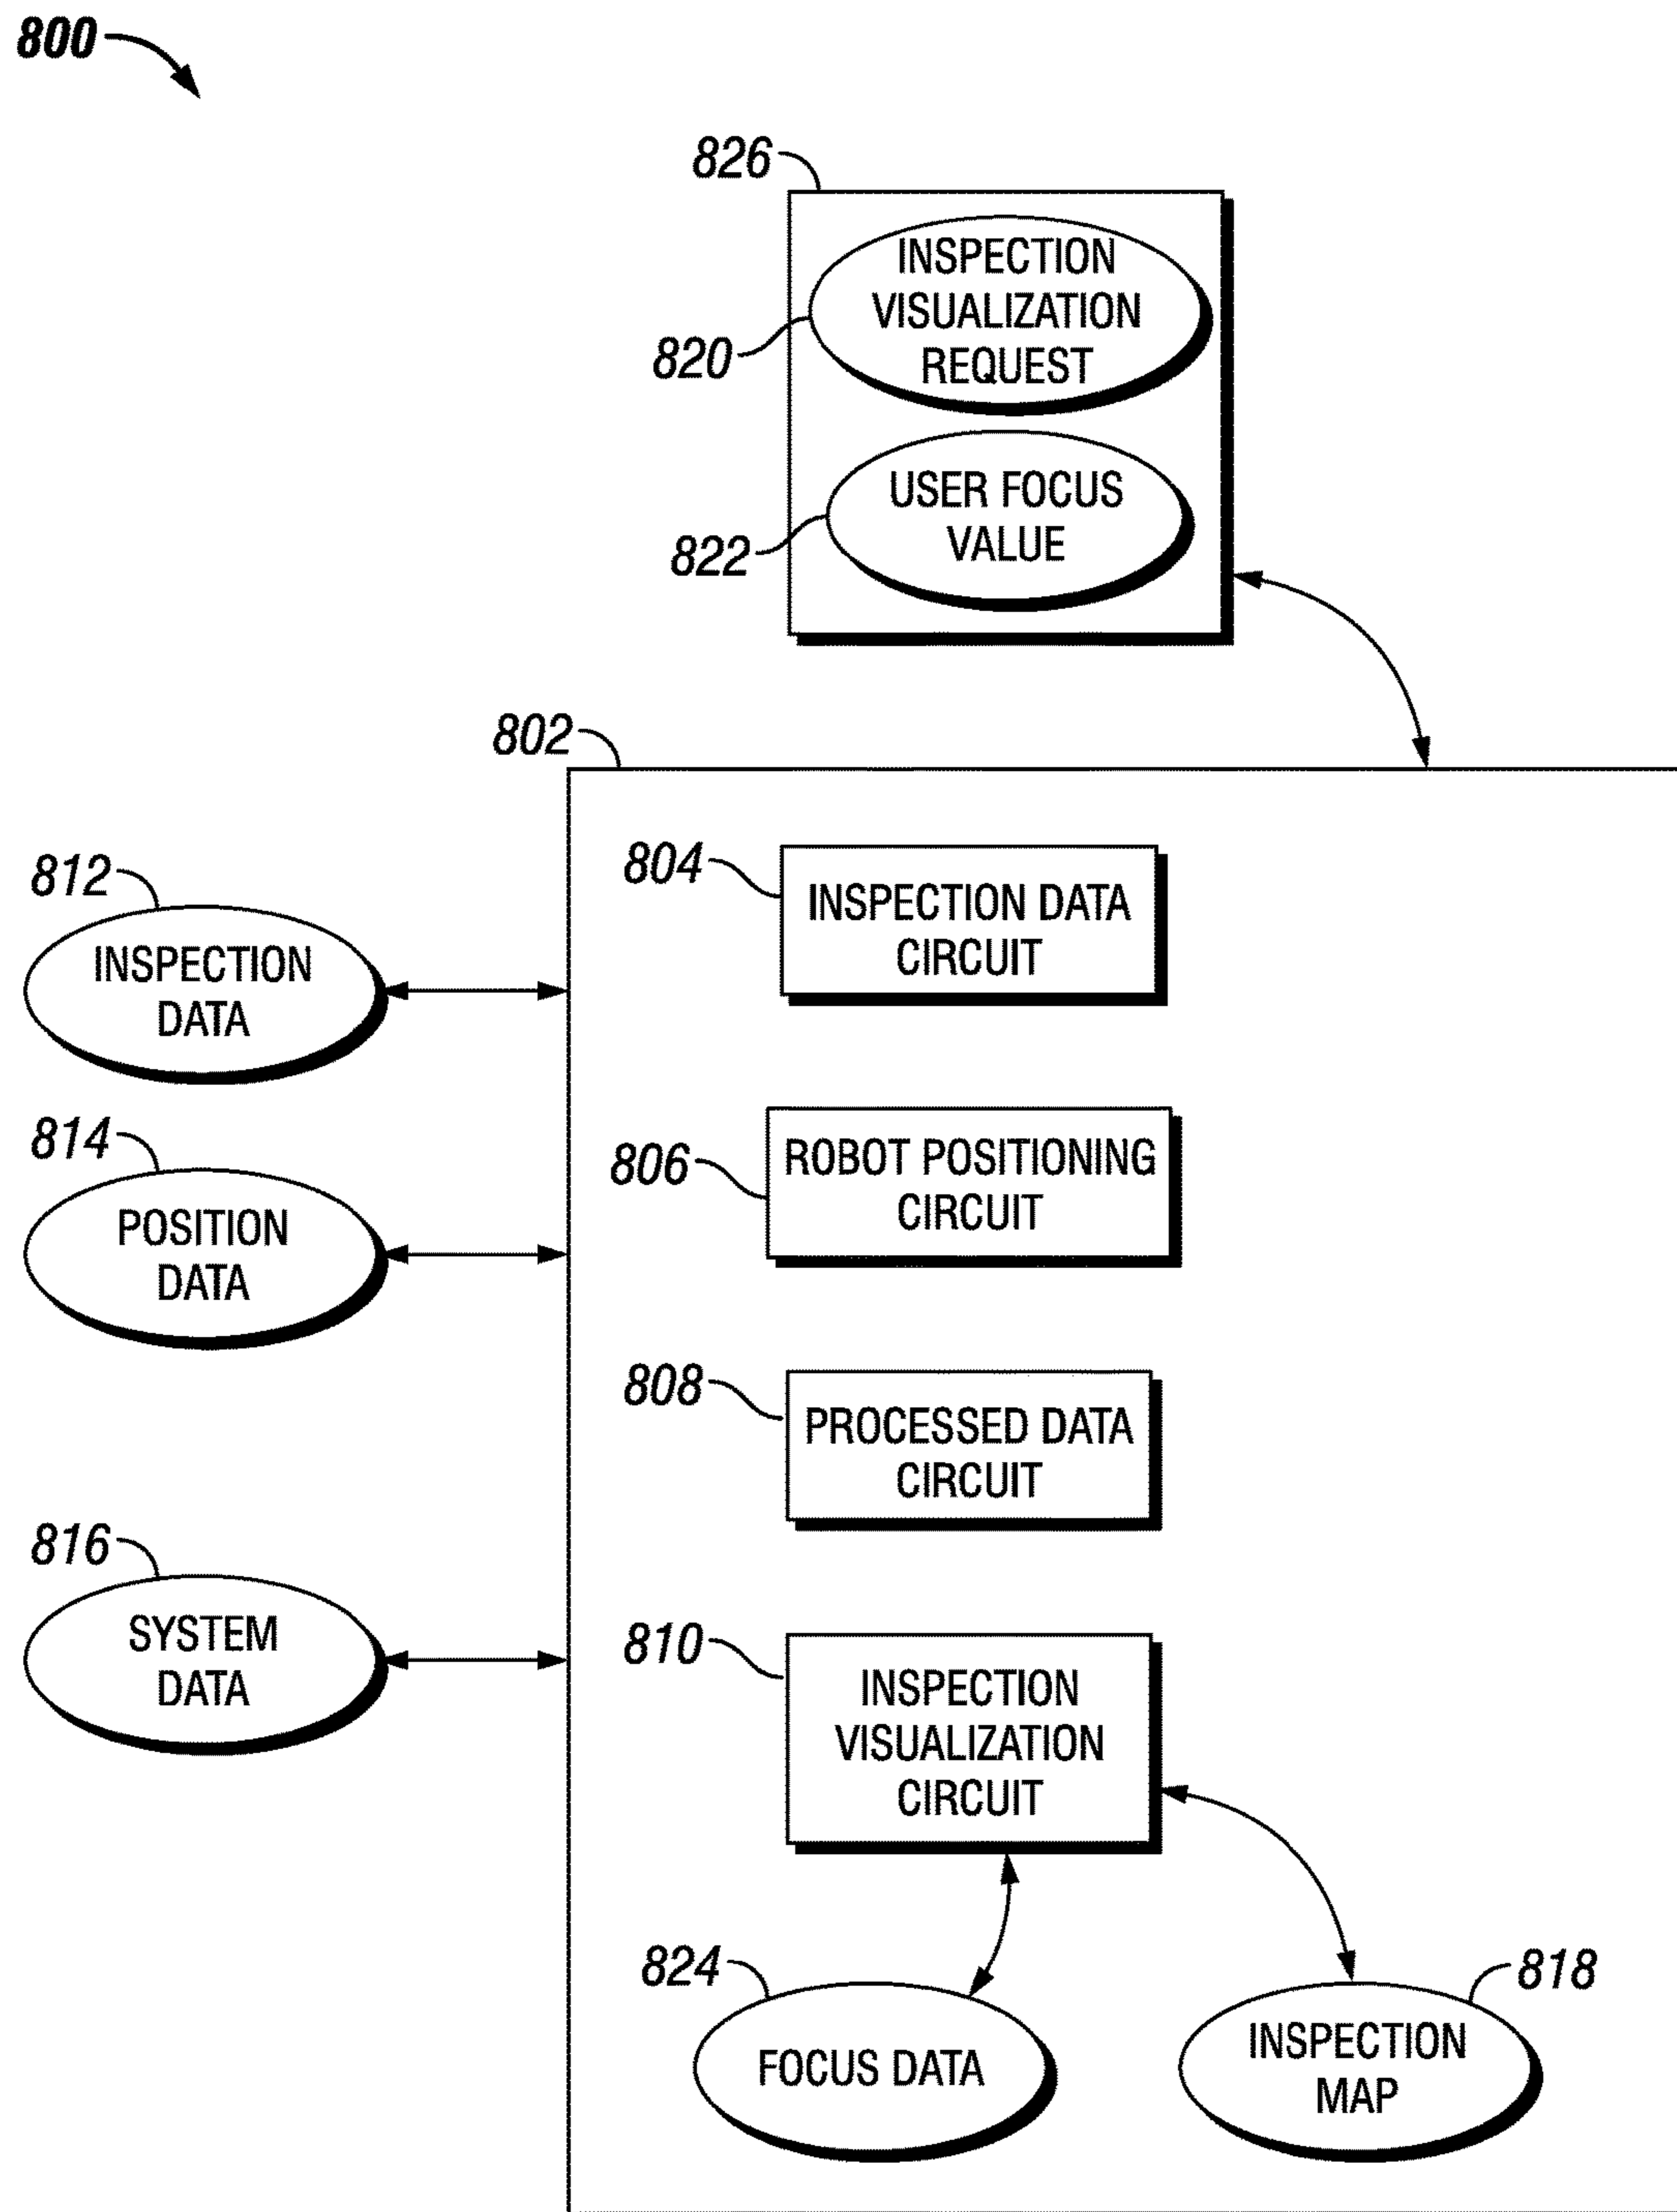 800
826
INSPECTION
VISUALIZATION
REQUEST
820
USER FOCUS
VALUE
822
802
804
INSPECTION DATA
CIRCUIT
812
INSPECTION
DATA
806
ROBOT POSITIONING
CIRCUIT
814
POSITION
DATA
808
PROCESSED DATA
CIRCUIT
816
SYSTEM
DATA
810
INSPECTION
VISUALIZATION
CIRCUIT
824
FOCUS DATA
818
INSPECTION
MAP